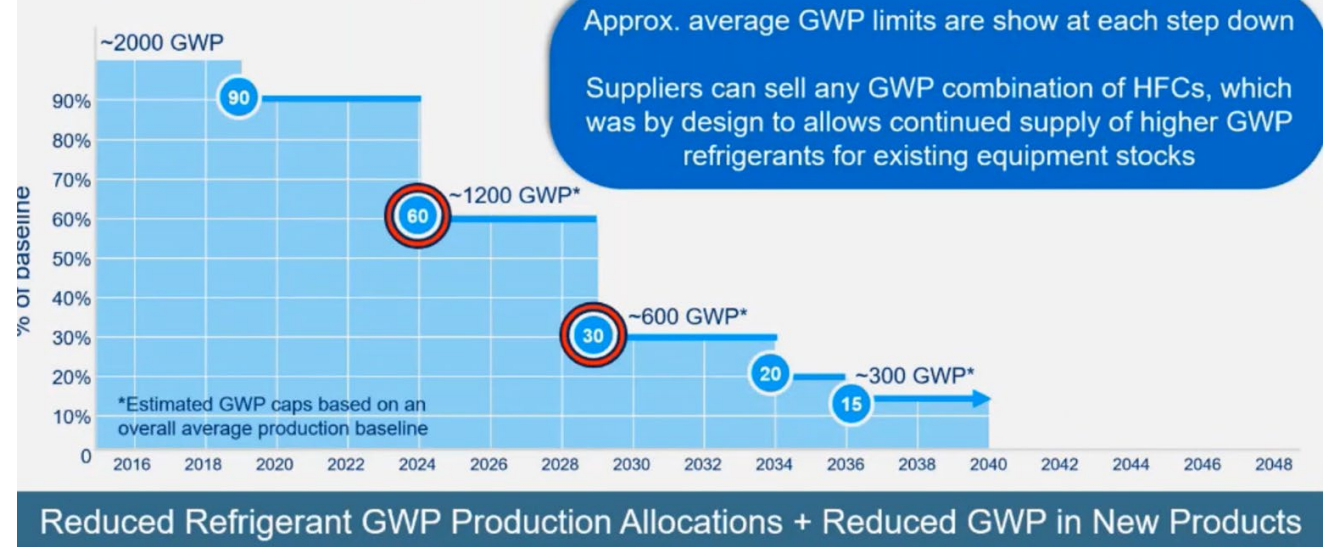 Approx. average GWP limits are show at each step down
Suppliers can sell any GWP combination of HFCs, which
was by design to allows continued supply of higher GWP
refrigerants for existing equipment stocks
~2000 GWP
90
~1200 GWP*
60
~600 GWP*
30
20
~300 GWP*
15
% of baseline
90%
80%
70%
60%
50%
40%
30%
20%
10%
0
*Estimated GWP caps based on an
overall average production baseline
2016 2018 2020 2022 2024 2026 2028 2030 2032 2034 2036 2038 2040 2042 2044 2046 2048
Reduced Refrigerant GWP Production Allocations + Reduced GWP in New Products